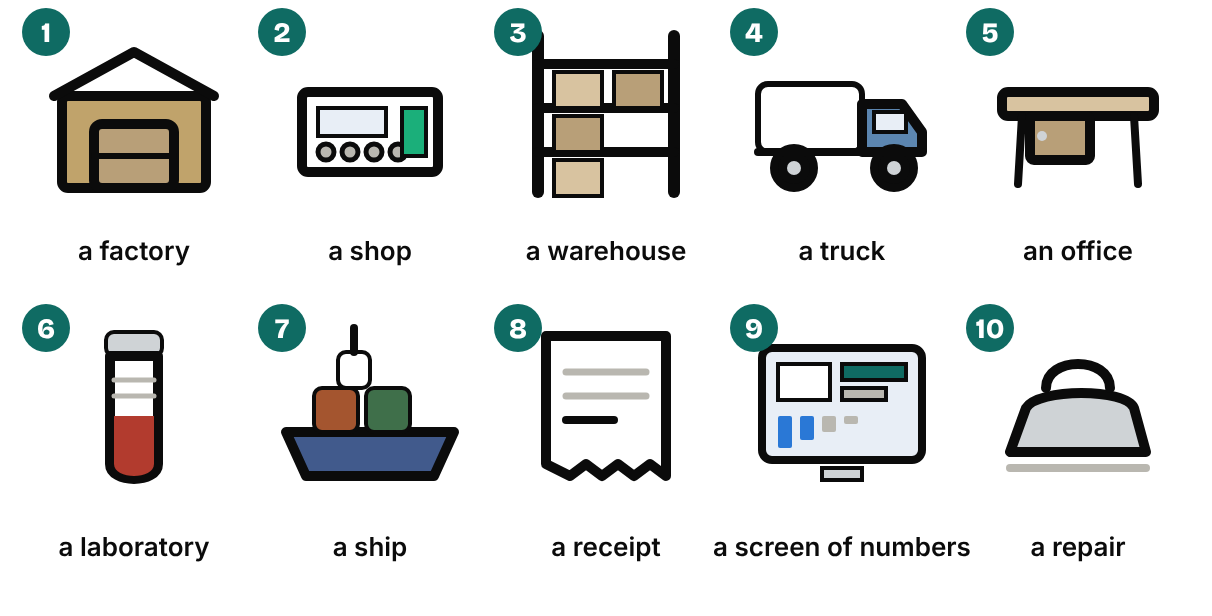 1
2
3
4
5
a factory
a shop
a warehouse
a truck
an office
6
7
8
9
10
a laboratory
a ship
a receipt
a screen of numbers
a repair